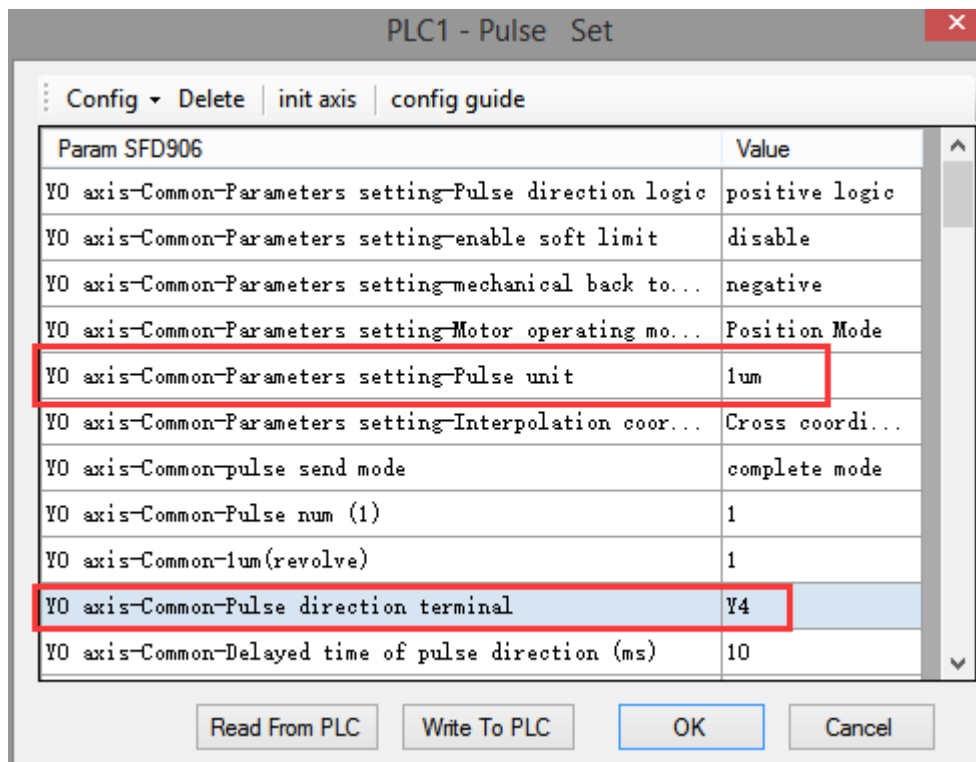 PLC1 - Pulse Set
Config Delete init axis config guide
Param SFD906 Value
Y0 axis-Common-Parameters setting-Pulse direction logic positive logic
Y0 axis-Common-Parameters setting-enable soft limit disable
Y0 axis-Common-Parameters setting-mechanical back to... negative
Y0 axis-Common-Parameters setting-Motor operating mo... Position Mode
Y0 axis-Common-Parameters setting-Pulse unit 1um
Y0 axis-Common-Parameters setting-Interpolation coor... Cross coordi...
Y0 axis-Common-pulse send mode complete mode
Y0 axis-Common-Pulse num (1) 1
Y0 axis-Common-1um(revolve) 1
Y0 axis-Common-Pulse direction terminal Y4
Y0 axis-Common-Delayed time of pulse direction (ms) 10
Read From PLC Write To PLC OK Cancel